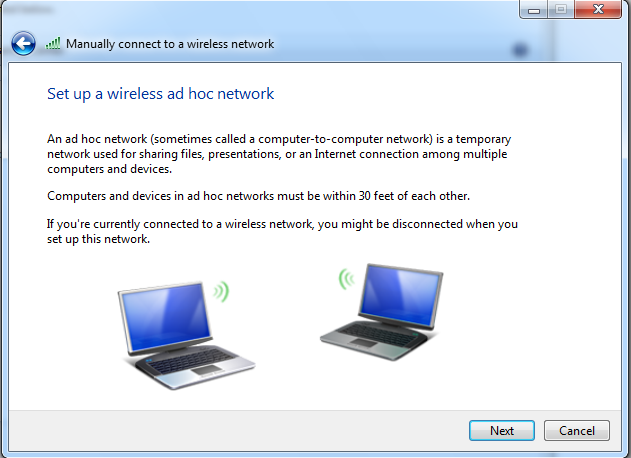 Manually connect to a wireless network
Set up a wireless ad hoc network
An ad hoc network (sometimes called a computer-to-computer network) is a temporary
network used for sharing files, presentations, or an Internet connection among multiple
computers and devices.
Computers and devices in ad hoc networks must be within 30 feet of each other.
If you're currently connected to a wireless network, you might be disconnected when you
set up this network.
Next
Cancel